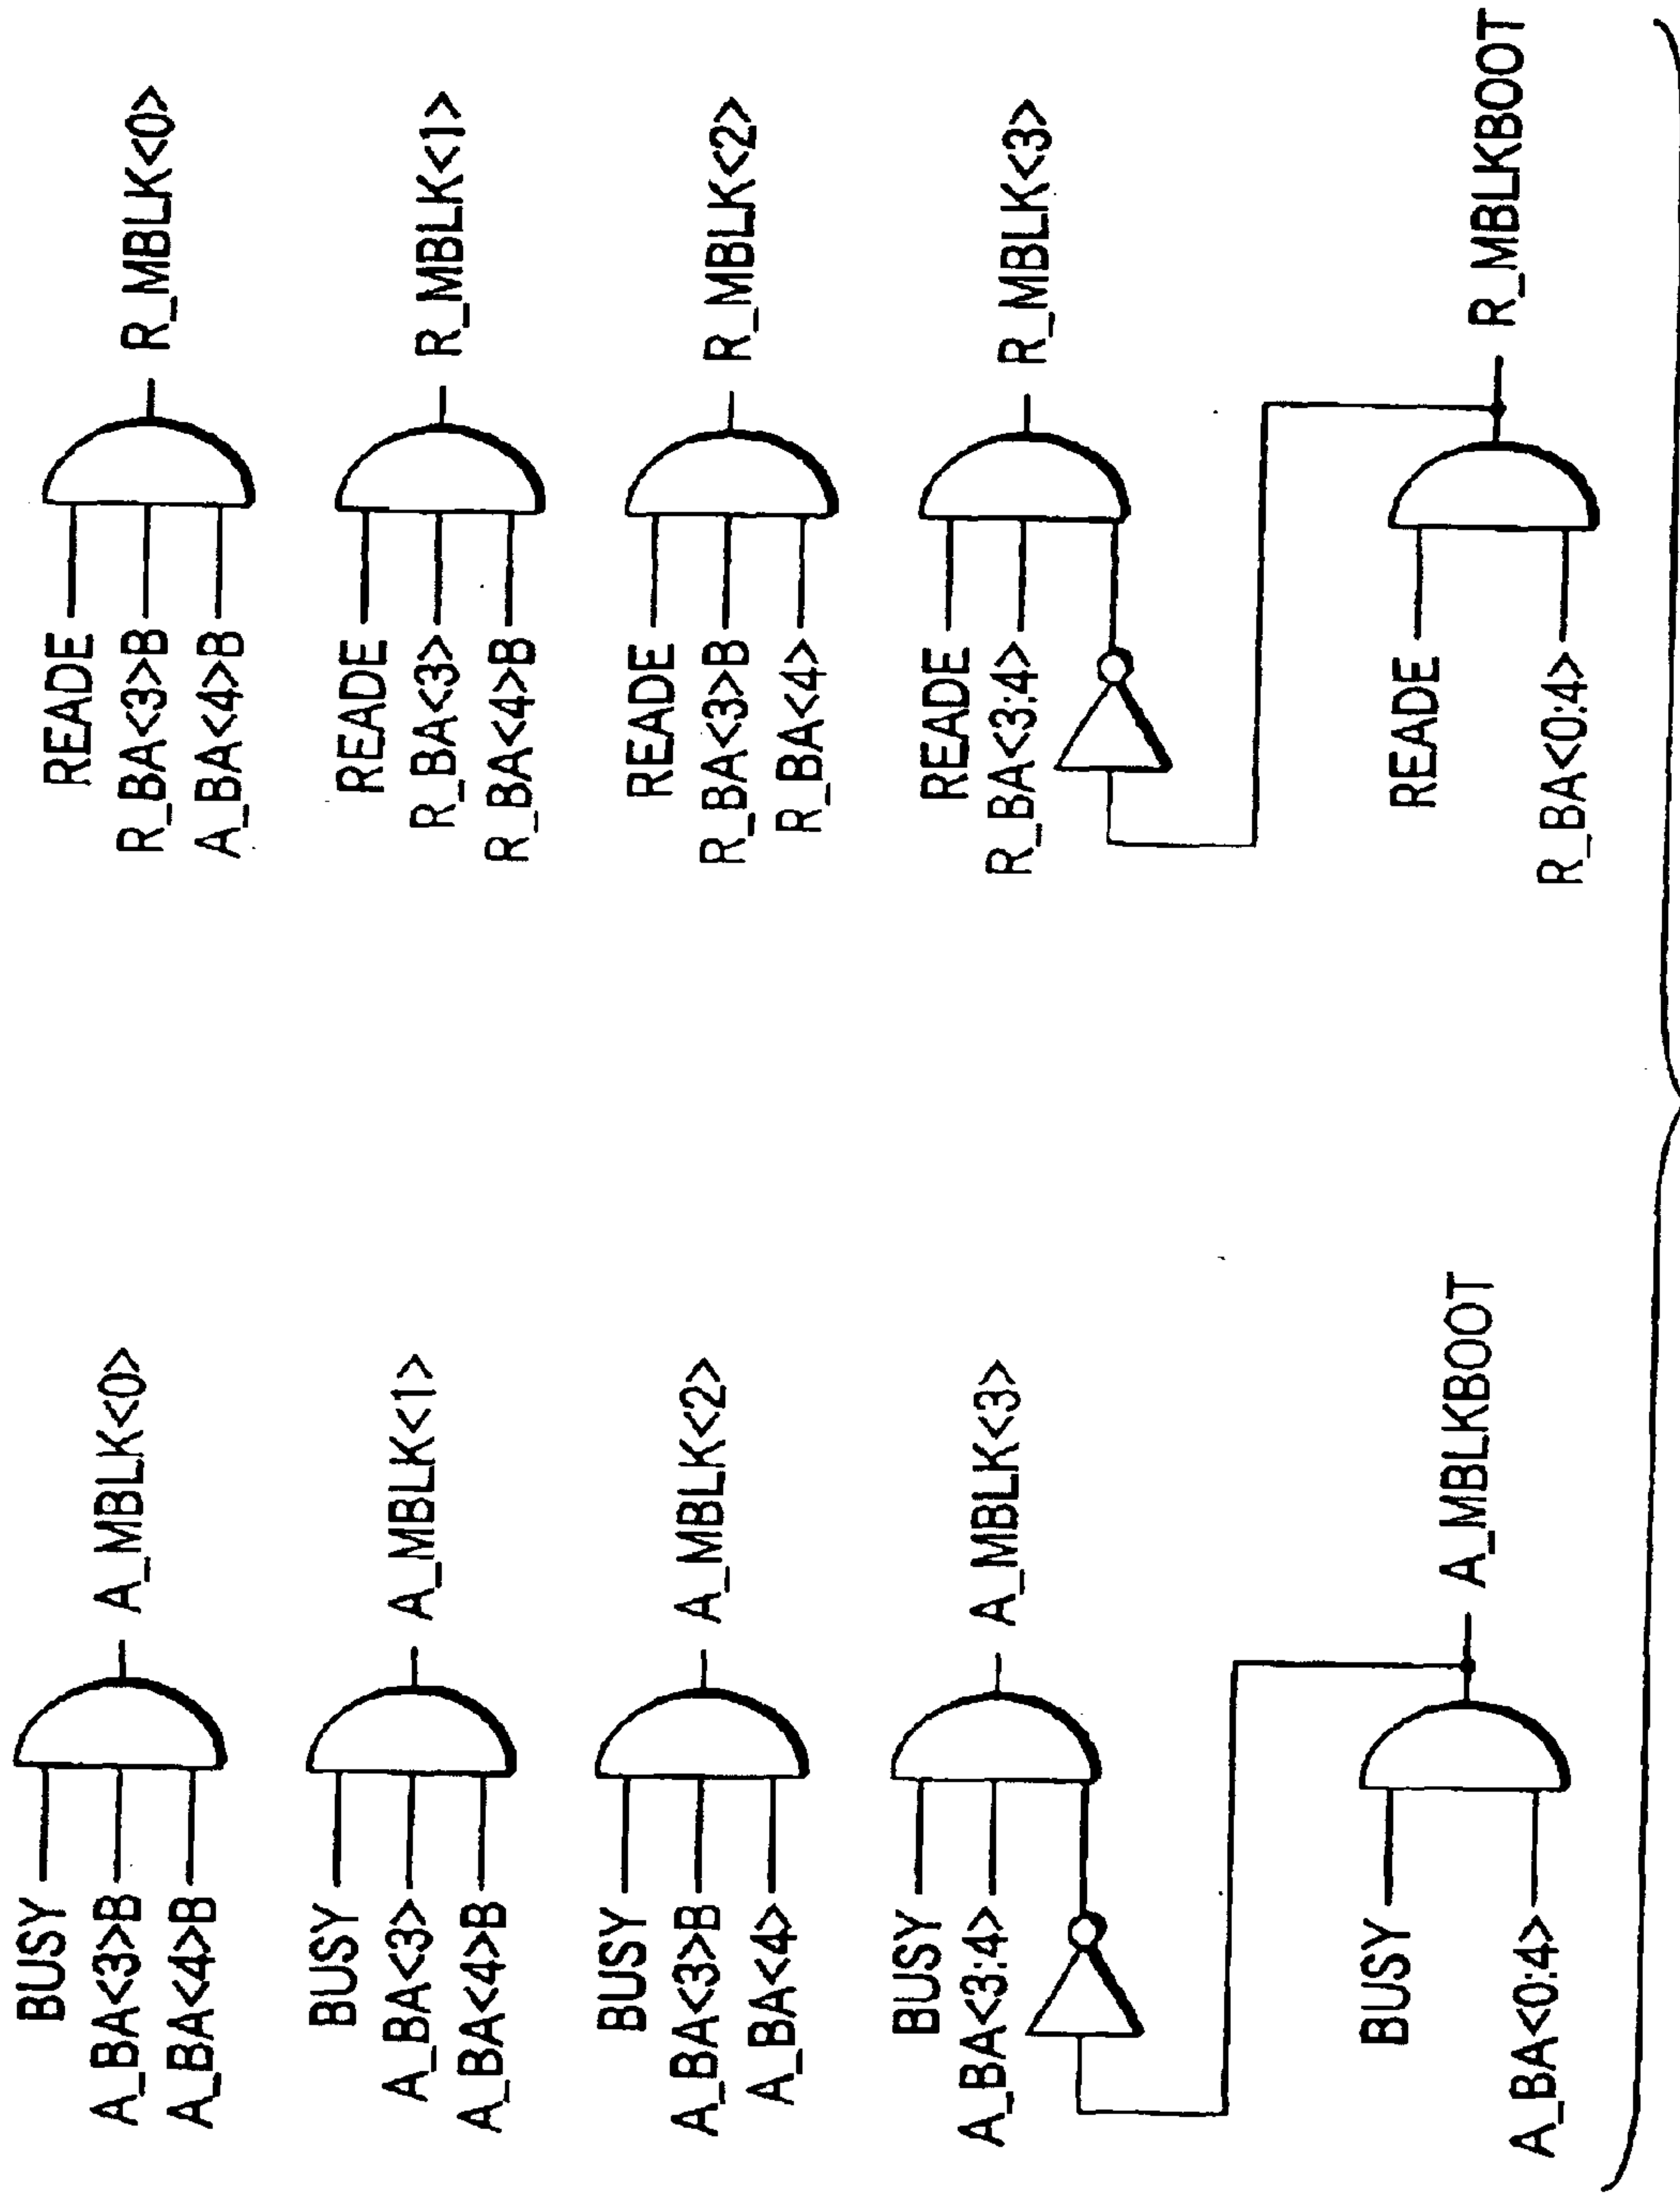 BUSY
A_BA<3>B
A_BA<4>B
A_MBLK<0>
BUSY
A_BA<3>
A_BA<4>B
A_MBLK<1>
BUSY
A_BA<3>B
A_BA<4>
A_MBLK<2>
BUSY
A_BA<3:4>
A_MBLK<3>
BUSY
A_BA<0:4>
A_MBLKBOOT
READE
R_BA<3>B
A_BA<4>B
R_MBLK<0>
READE
R_BA<3>
R_BA<4>B
R_MBLK<1>
READE
R_BA<3>B
R_BA<4>
R_MBLK<2>
READE
R_BA<3:4>
R_MBLK<3>
READE
R_BA<0:4>
R_MBLKBOOT